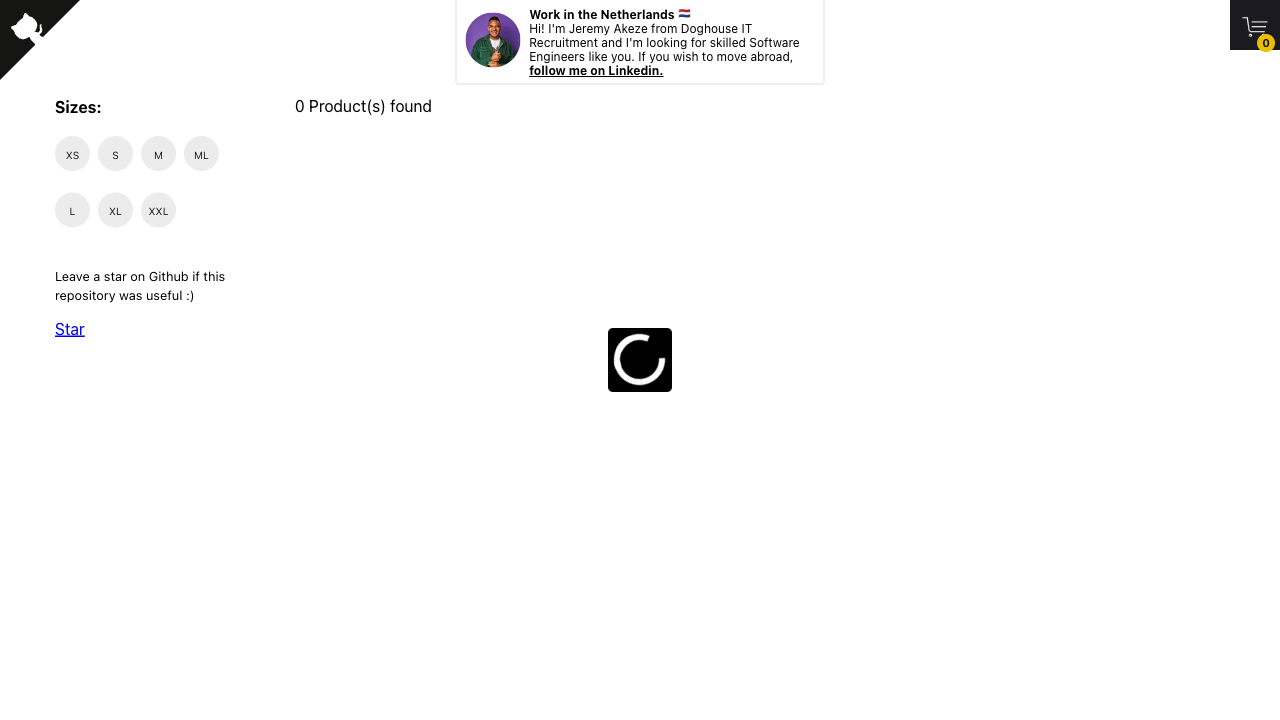 Work in the Netherlands 🇳🇱
Hi! I'm Jeremy Akeze from Doghouse IT
Recruitment and I'm looking for skilled Software
Engineers like you. If you wish to move abroad,
follow me on Linkedin.
0
Sizes:
0 Product(s) found
XS S M ML
L XL XXL
Leave a star on Github if this
repository was useful :)
Star